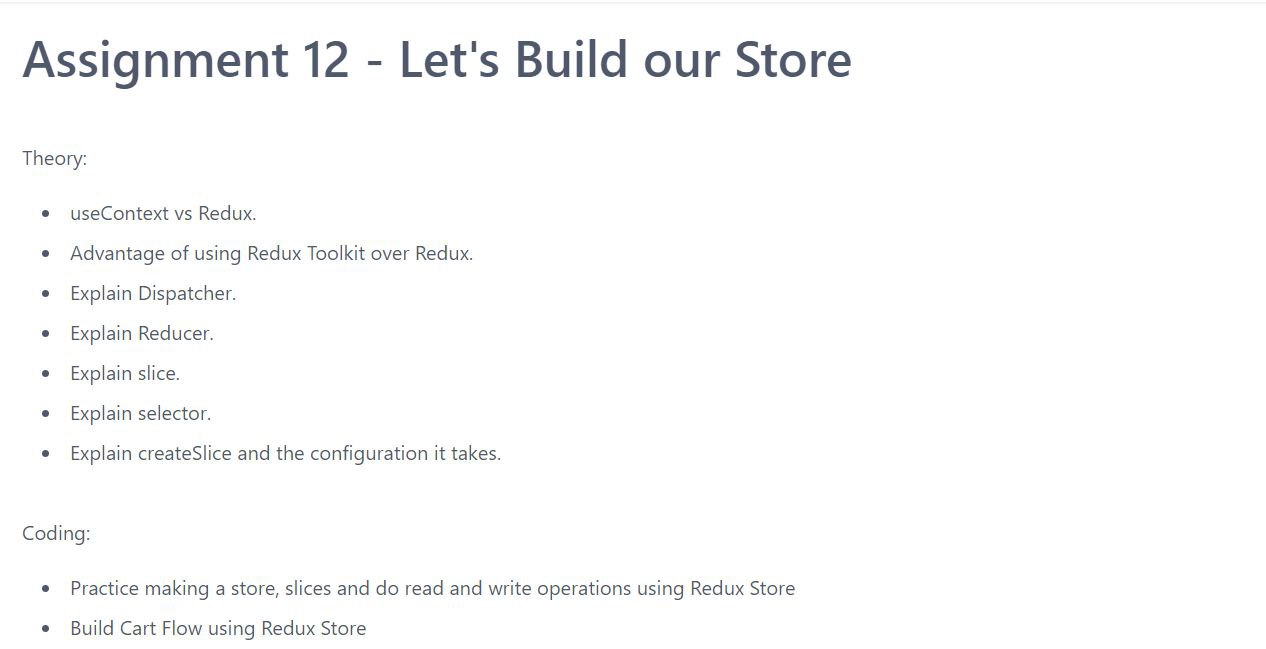 Assignment 12 - Let's Build our Store
Theory:
• useContext vs Redux.
• Advantage of using Redux Toolkit over Redux.
• Explain Dispatcher.
• Explain Reducer.
• Explain slice.
• Explain selector.
• Explain createSlice and the configuration it takes.
Coding:
• Practice making a store, slices and do read and write operations using Redux Store
• Build Cart Flow using Redux Store